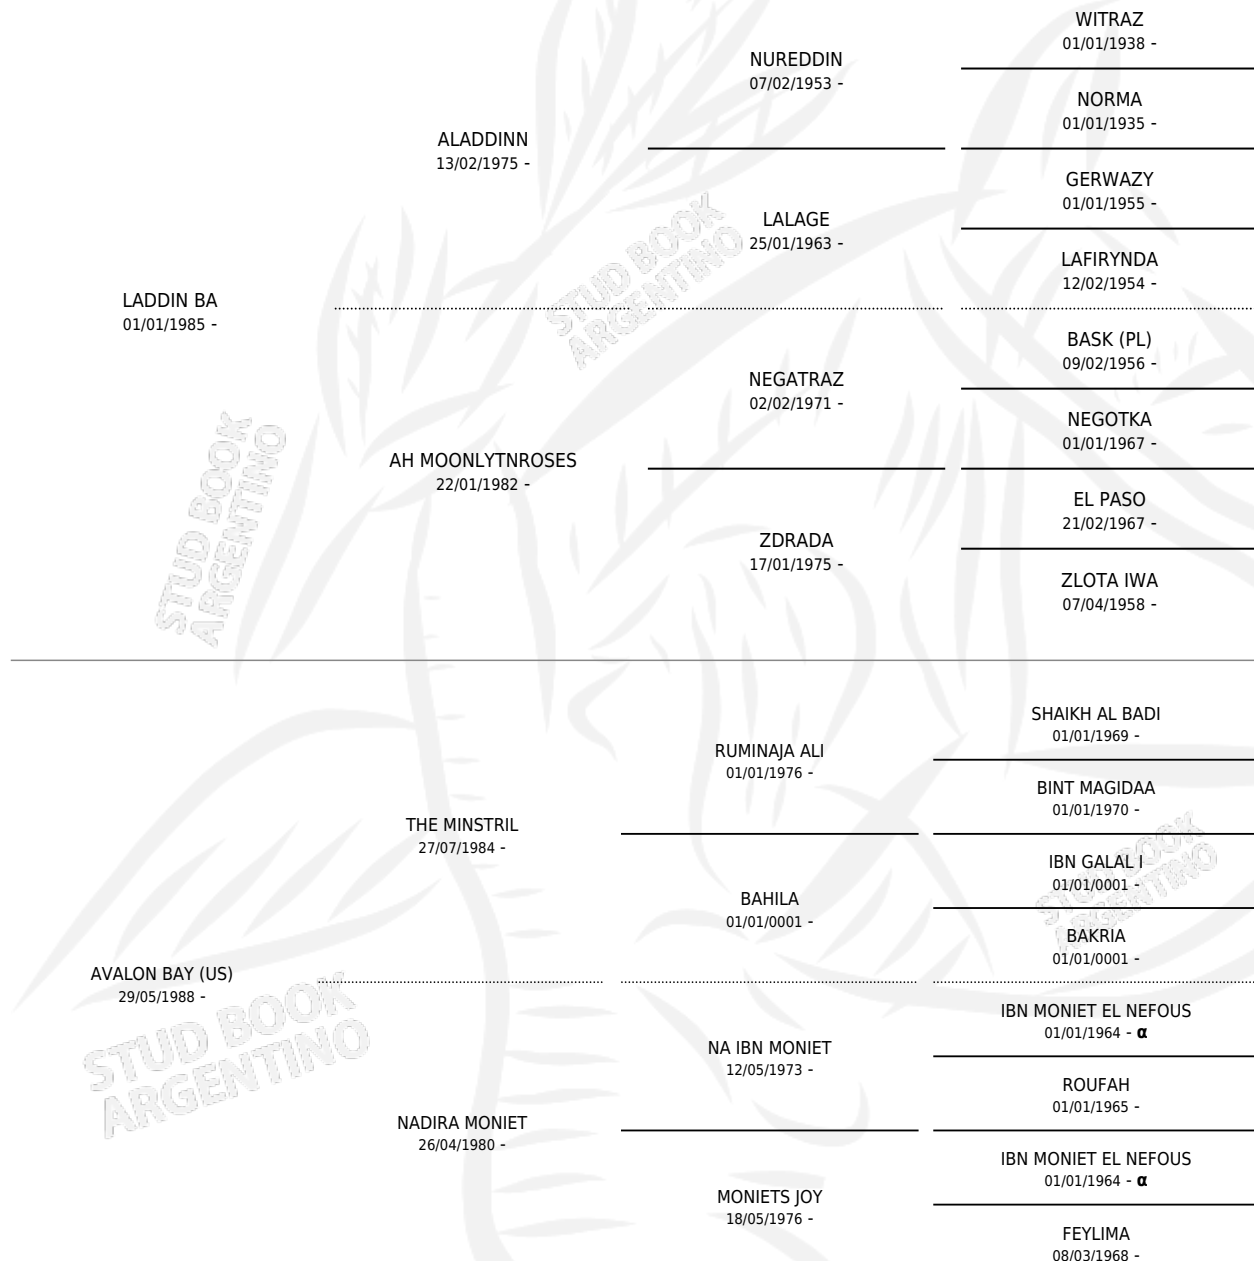 WITRAZ
01/01/1938 -
NUREDDIN
07/02/1953 -
NORMA
01/01/1935 -
ALADDINN
13/02/1975 -
GERWAZY
01/01/1955 -
LALAGE
25/01/1963 -
LAFIRYNDA
12/02/1954 -
LADDIN BA
01/01/1985 -
BASK (PL)
09/02/1956 -
NEGATRAZ
02/02/1971 -
NEGOTKA
01/01/1967 -
AH MOONLYTNROSES
22/01/1982 -
EL PASO
21/02/1967 -
ZDRADA
17/01/1975 -
ZLOTA IWA
07/04/1958 -
STUD BOOK
ARGENTINO
STUD BOOK
ARGENTINO
SHAIKH AL BADI
01/01/1969 -
RUMINAJA ALI
01/01/1976 -
BINT MAGIDAA
01/01/1970 -
THE MINSTRIL
27/07/1984 -
IBN GALAL I
01/01/0001 -
BAHILA
01/01/0001 -
BAKRIA
01/01/0001 -
AVALON BAY (US)
29/05/1988 -
IBN MONIET EL NEFOUS
01/01/1964 - α
NA IBN MONIET
12/05/1973 -
ROUFAH
01/01/1965 -
NADIRA MONIET
26/04/1980 -
IBN MONIET EL NEFOUS
01/01/1964 - α
MONIETS JOY
18/05/1976 -
FEYLIMA
08/03/1968 -
STUD BOOK
ARGENTINO
STUD BOOK
ARGENTINO